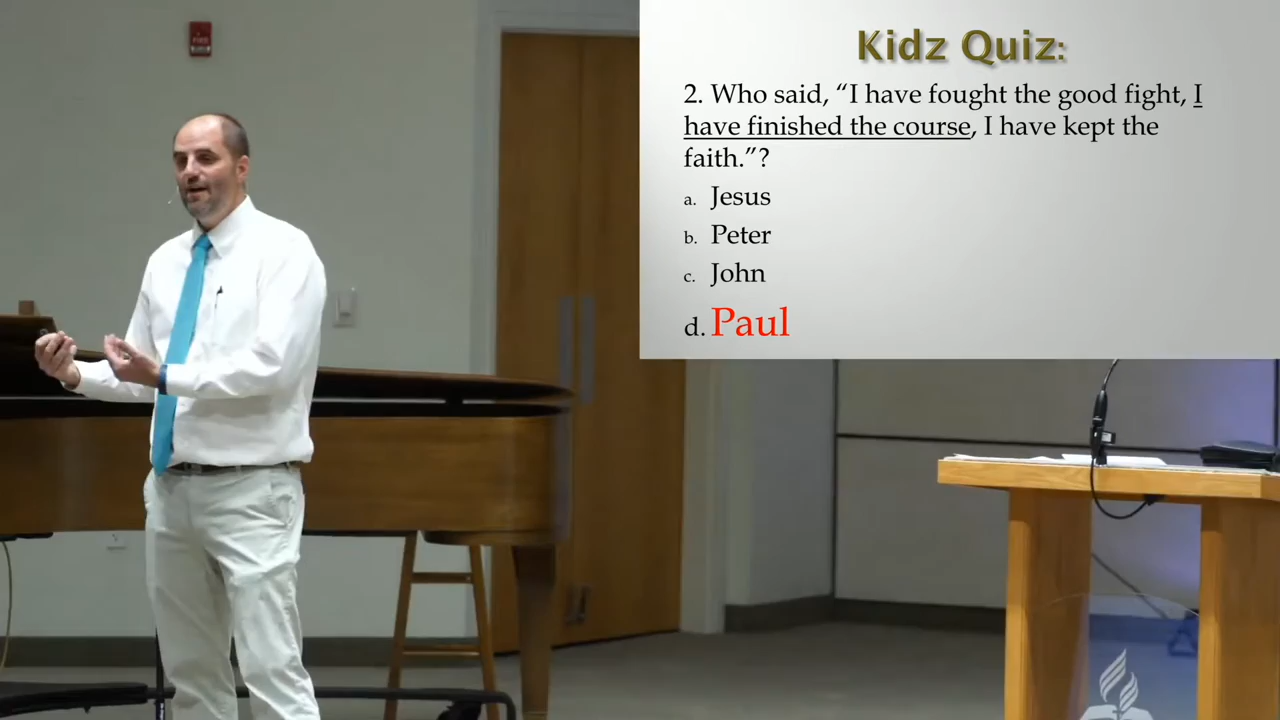 Kidz Quiz:
2. Who said, “I have fought the good fight, I
have finished the course, I have kept the
faith.”?
a. Jesus
b. Peter
c. John
d. Paul
FIRE